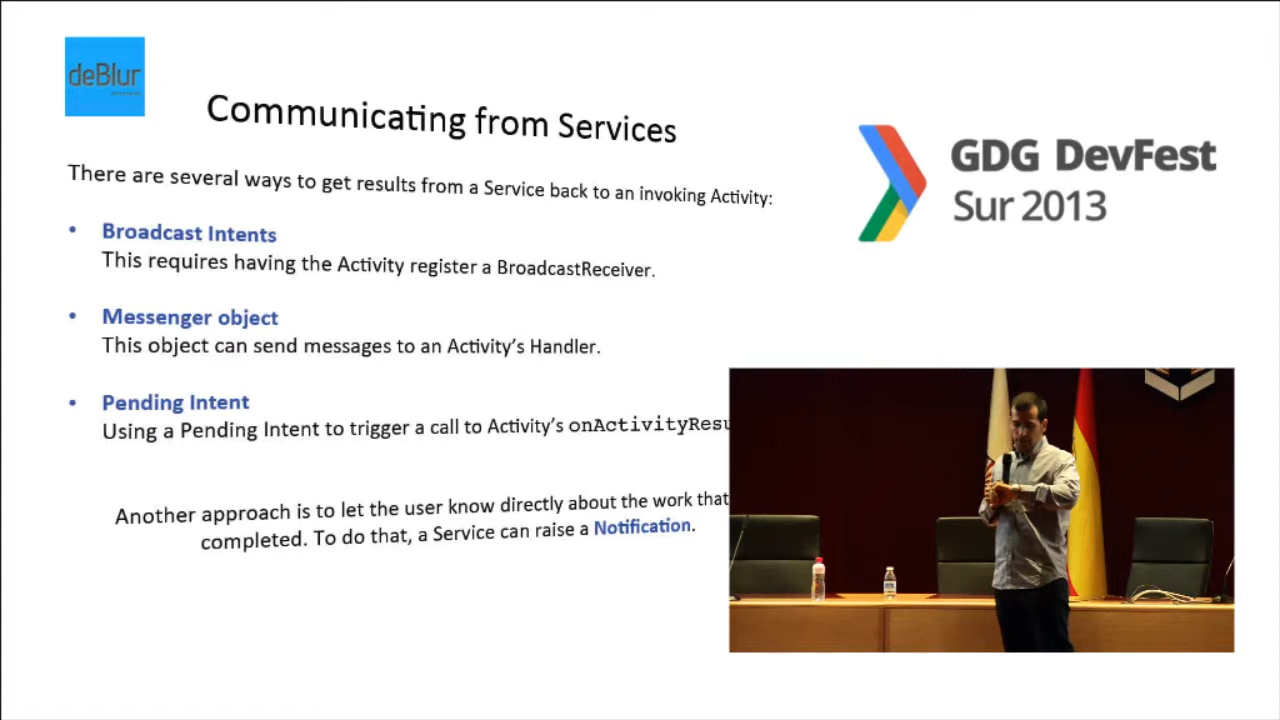 deBlur
Communicating from Services
There are several ways to get results from a Service back to an invoking Activity:
• Broadcast Intents
This requires having the Activity register a BroadcastReceiver.
• Messenger object
This object can send messages to an Activity's Handler.
• Pending Intent
Using a Pending Intent to trigger a call to Activity's onActivityResu
Another approach is to let the user know directly about the work that
completed. To do that, a Service can raise a Notification.
GDG DevFest
Sur 2013